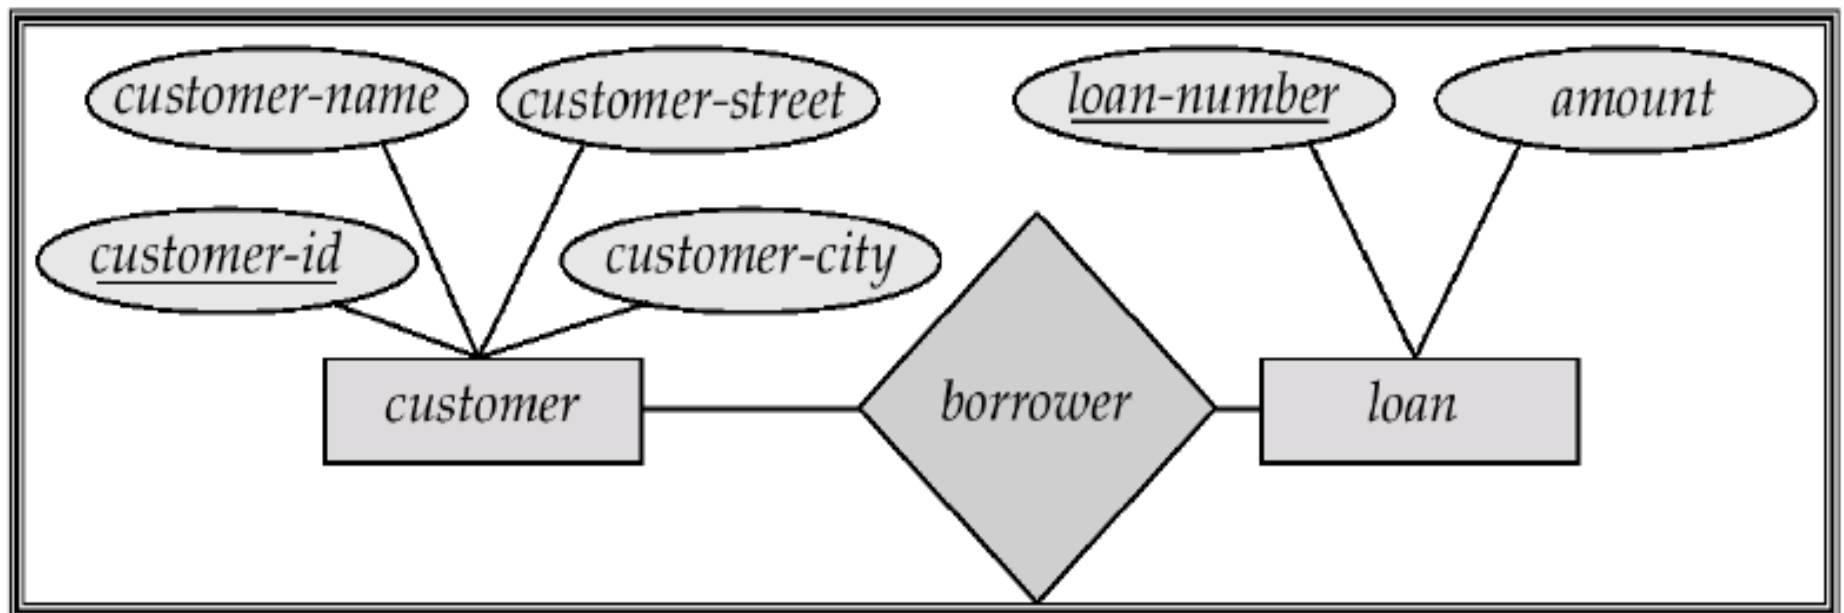 customer-name customer-street loan-number amount
customer-id customer-city
customer borrower loan